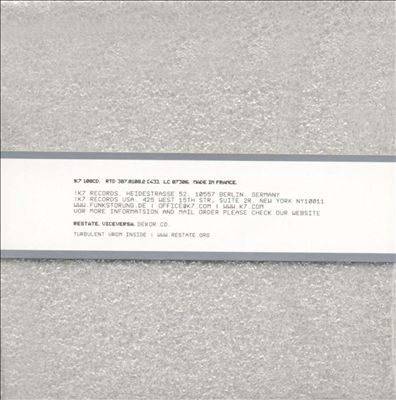 !K7 100CD. RTD 307.0100.2 [43]. LC 07306. MADE IN FRANCE.
!K7 RECORDS. HEIDESTRASSE 52. 10557 BERLIN. GERMANY
!K7 RECORDS USA. 425 WEST 15TH STR, SUITE 2R. NEW YORK NY10011
WWW.FUNKSTORUNG.DE | OFFICE@K7.COM | WWW K7.COM
VOR MORE INFORMATSION AND MAIL ORDER PLEASE CHECK OUR WEBSITE
RESTATE. VICEVERSA. DEKOR. CD.
TURBULENT VROM INSIDE | WWW.RESTATE.ORG